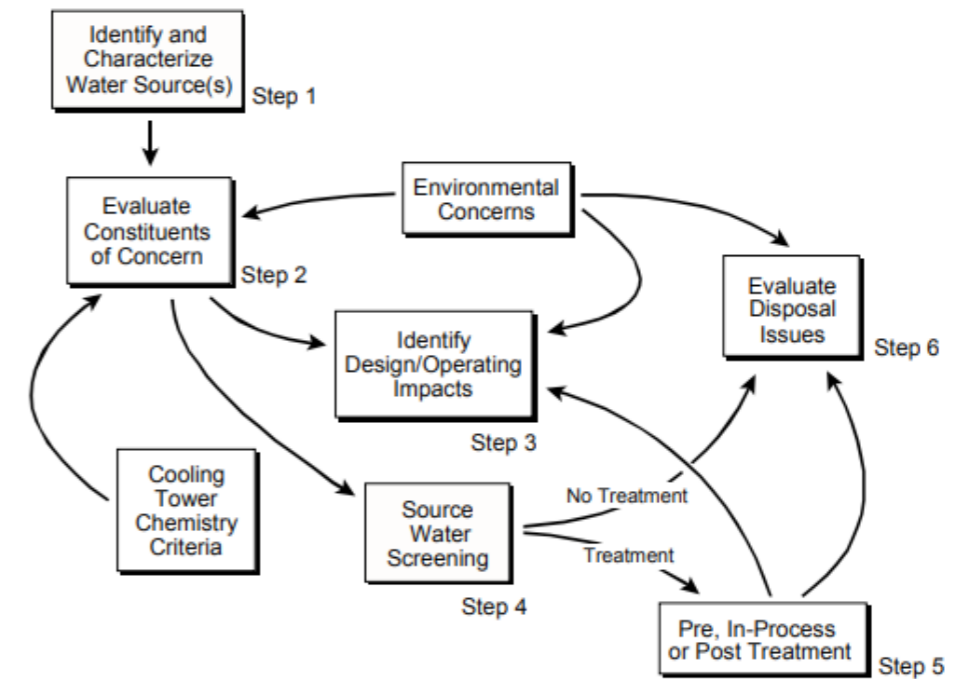 Identify and
Characterize
Water Source(s)
Step 1
Environmental
Concerns
Evaluate
Constituents
of Concern
Step 2
Evaluate
Disposal
Issues
Step 6
Identify
Design/Operating
Impacts
Step 3
Cooling
Tower
Chemistry
Criteria
Source
Water
Screening
Step 4
No Treatment
Treatment
Pre, In-Process
or Post Treatment
Step 5